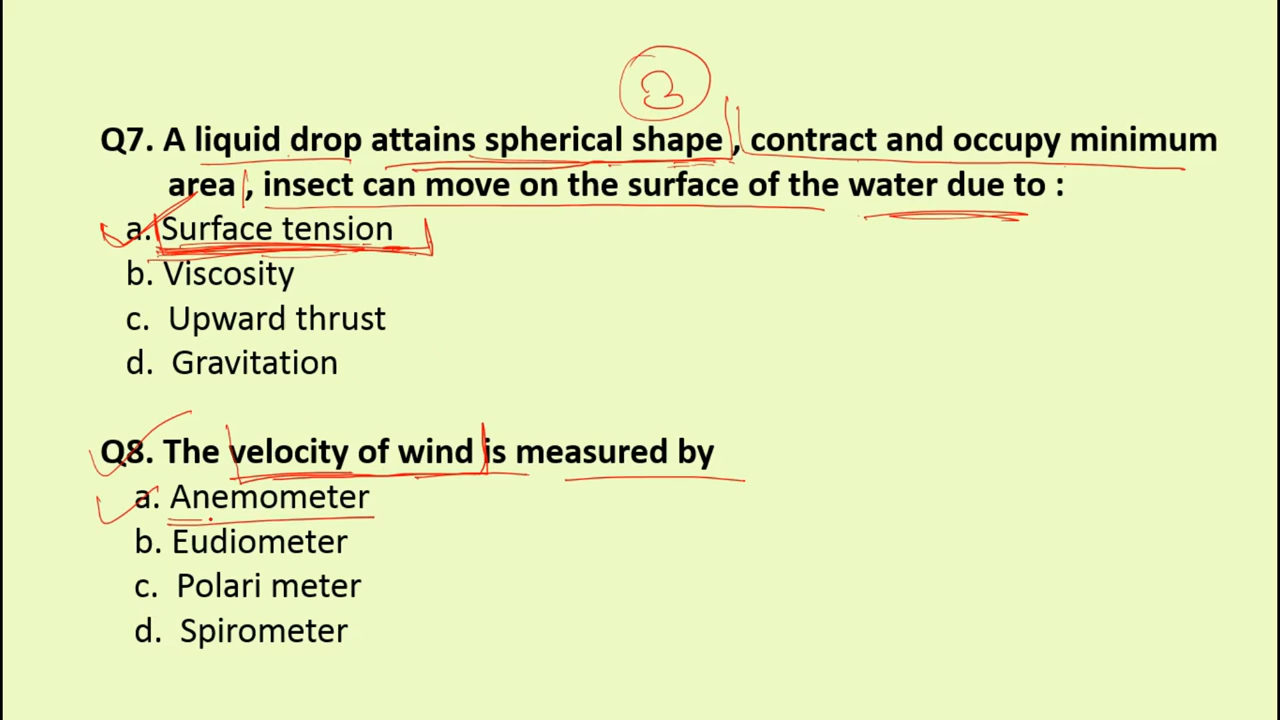 Q7. A liquid drop attains spherical shape , contract and occupy minimum
area , insect can move on the surface of the water due to :
a. Surface tension
b. Viscosity
c. Upward thrust
d. Gravitation
Q8. The velocity of wind is measured by
a. Anemometer
b. Eudiometer
c. Polari meter
d. Spirometer